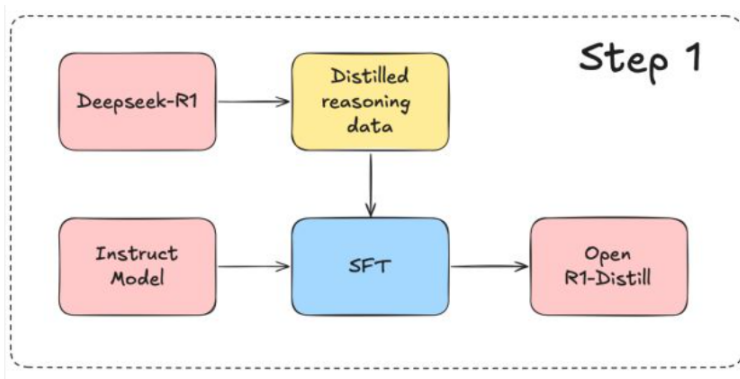 Step 1
Deepseek-R1
Distilled
reasoning
data
Instruct
Model
SFT
Open
R1-Distill